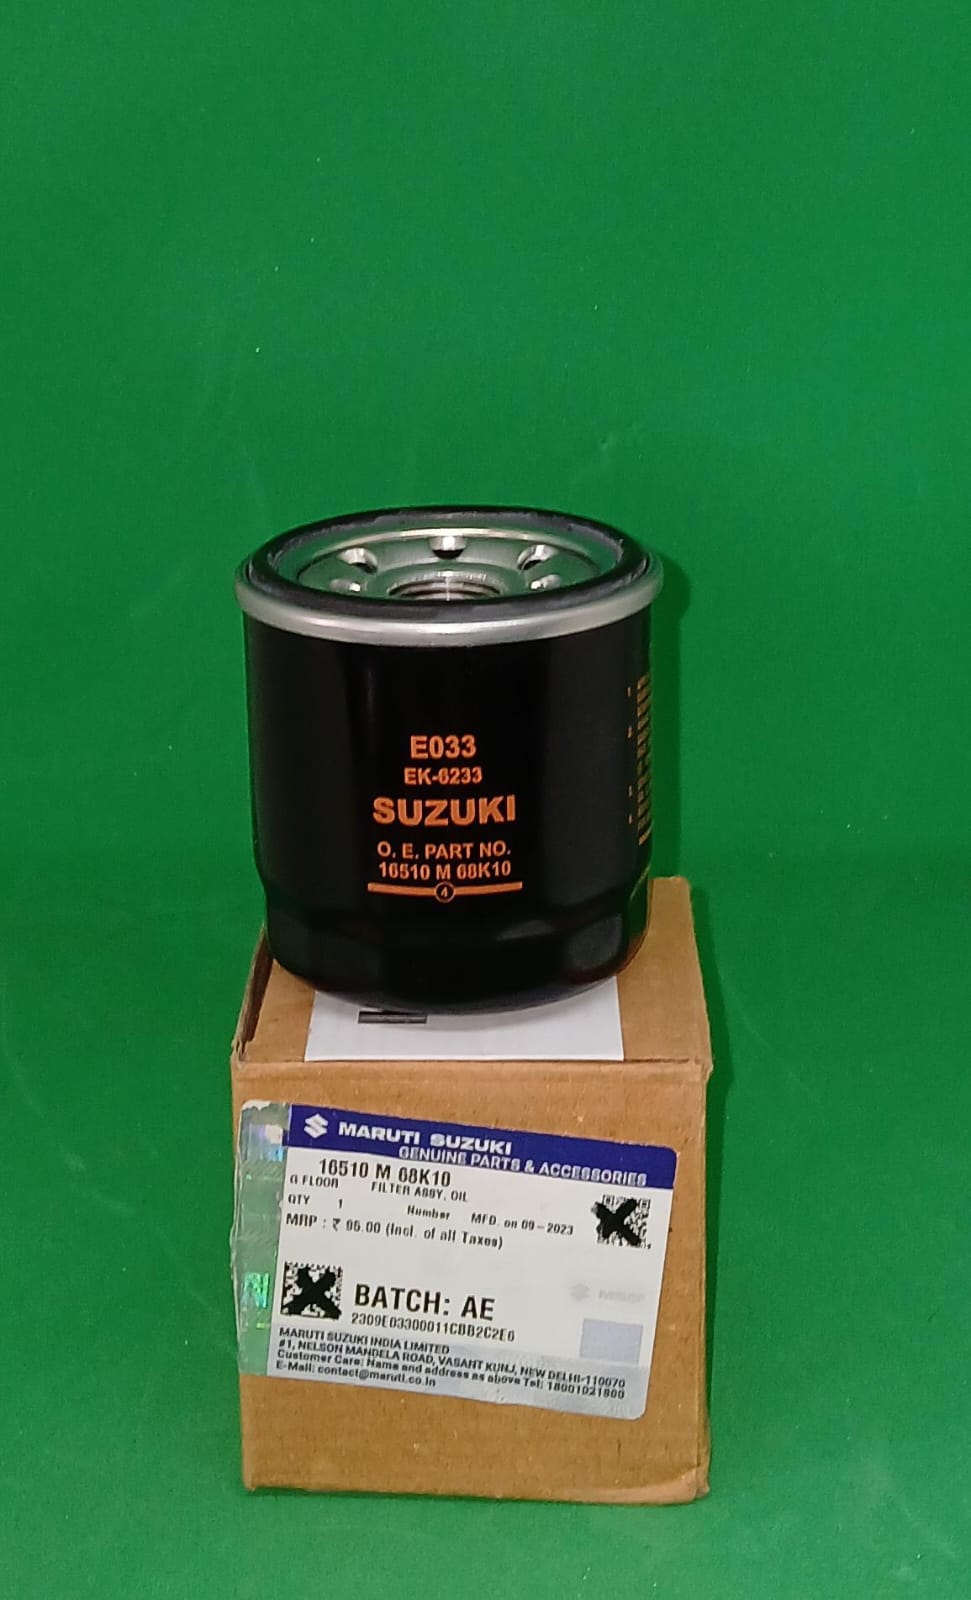 E033
EK-6233
SUZUKI
O. E. PART NO.
16510 M 68K10
4
MARUTI SUZUKI
GENUINE PARTS & ACCESSORIES
16510 M 68K10
G FLOOR FILTER ASSY, OIL
QTY 1 Number MFD. on 09-2023
MRP : ₹ 95.00 (Incl. of all Taxes)
BATCH: AE
2309E03300011CBB2C2E6
MARUTI SUZUKI INDIA LIMITED
#1, NELSON MANDELA ROAD, VASANT KUNJ, NEW DELHI-110070
Customer Care: Name and address as above Tel: 18001021800
E-Mail: contact@maruti.co.in